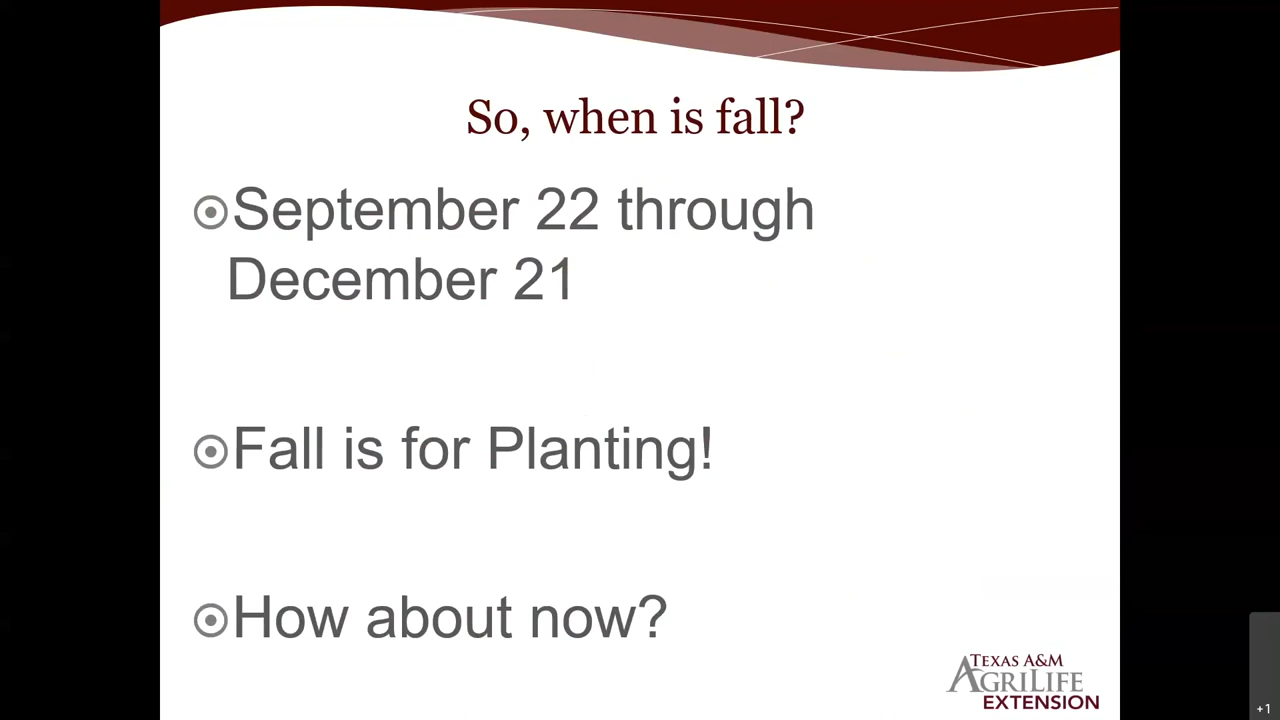 So, when is fall?
September 22 through
December 21
Fall is for Planting!
How about now?
TEXAS A&M
AGRILIFE
EXTENSION
+1